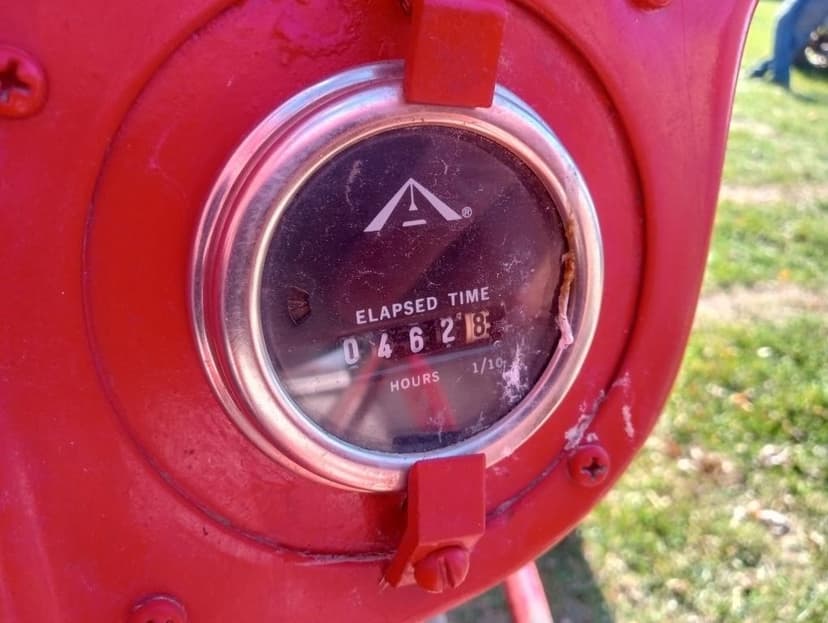 ®
ELAPSED TIME
0 4 6 2 8
HOURS 1/10